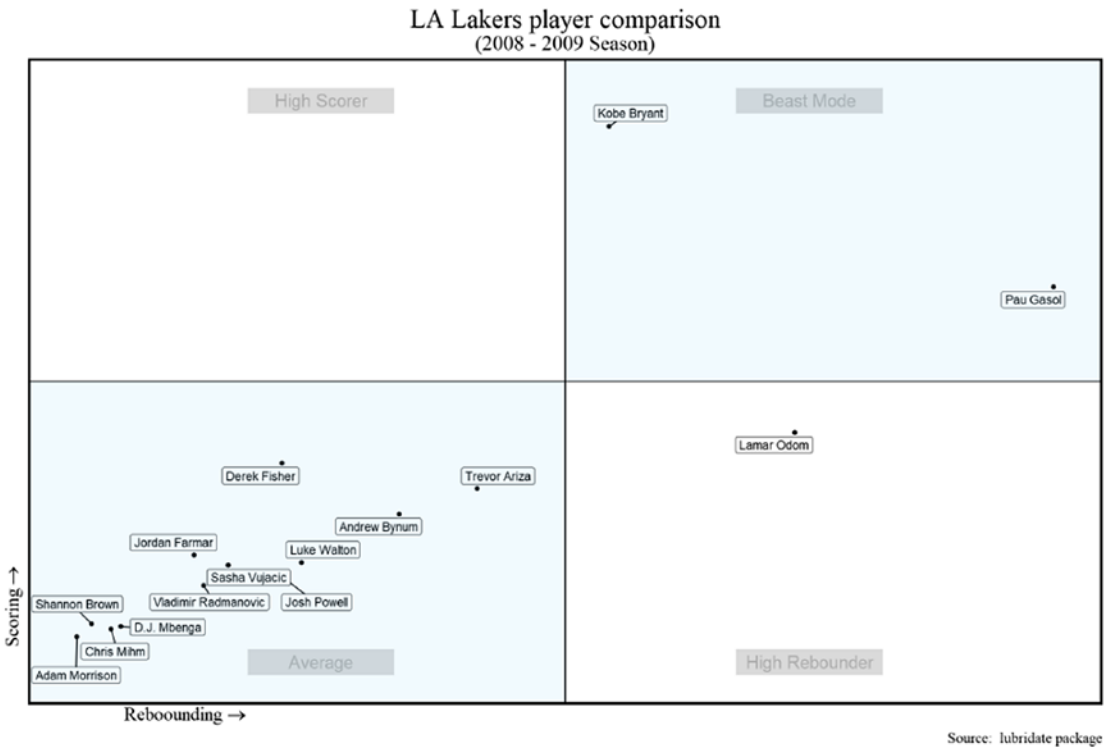 LA Lakers player comparison
(2008 - 2009 Season)
High Scorer
Beast Mode
Kobe Bryant
Pau Gasol
Lamar Odom
Derek Fisher
Trevor Ariza
Andrew Bynum
Jordan Farmar
Luke Walton
Sasha Vujacic
Vladimir Radmanovic
Josh Powell
Shannon Brown
D.J. Mbenga
Chris Mihm
Adam Morrison
Average
High Rebounder
Scoring →
Reboounding →
Source: lubridate package